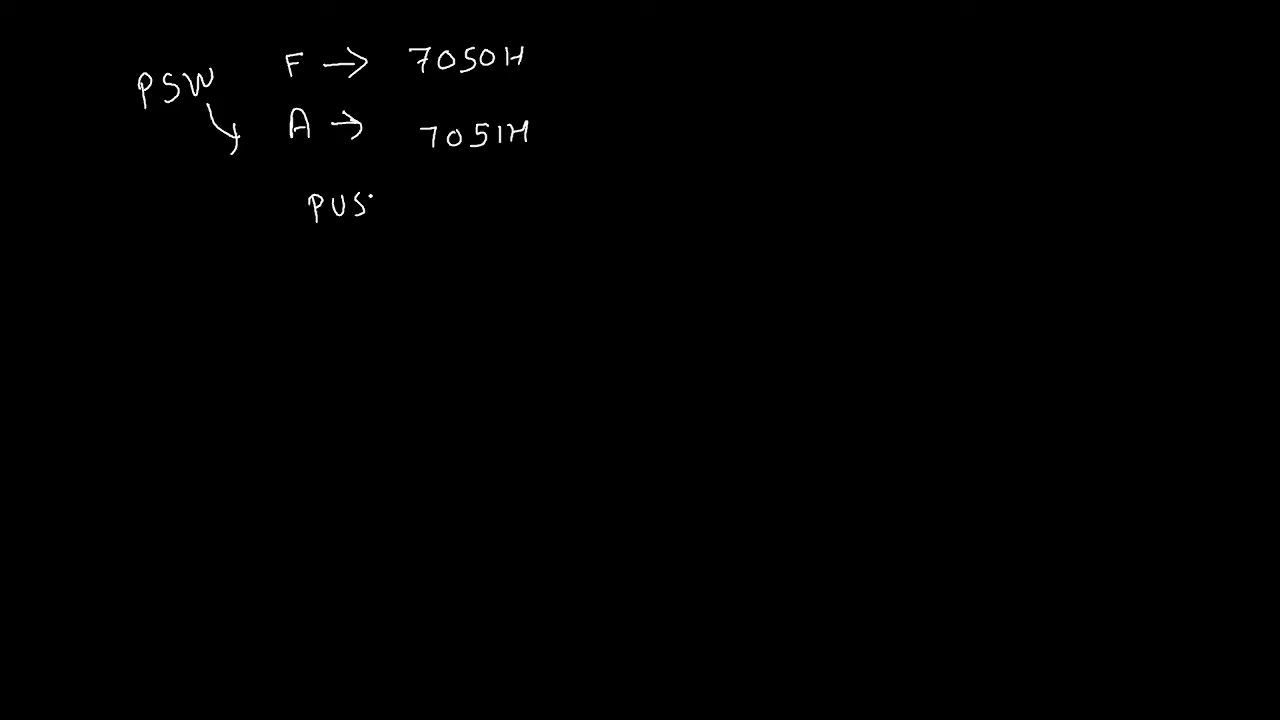 PSW F → 7050H
A → 7051H
PUS